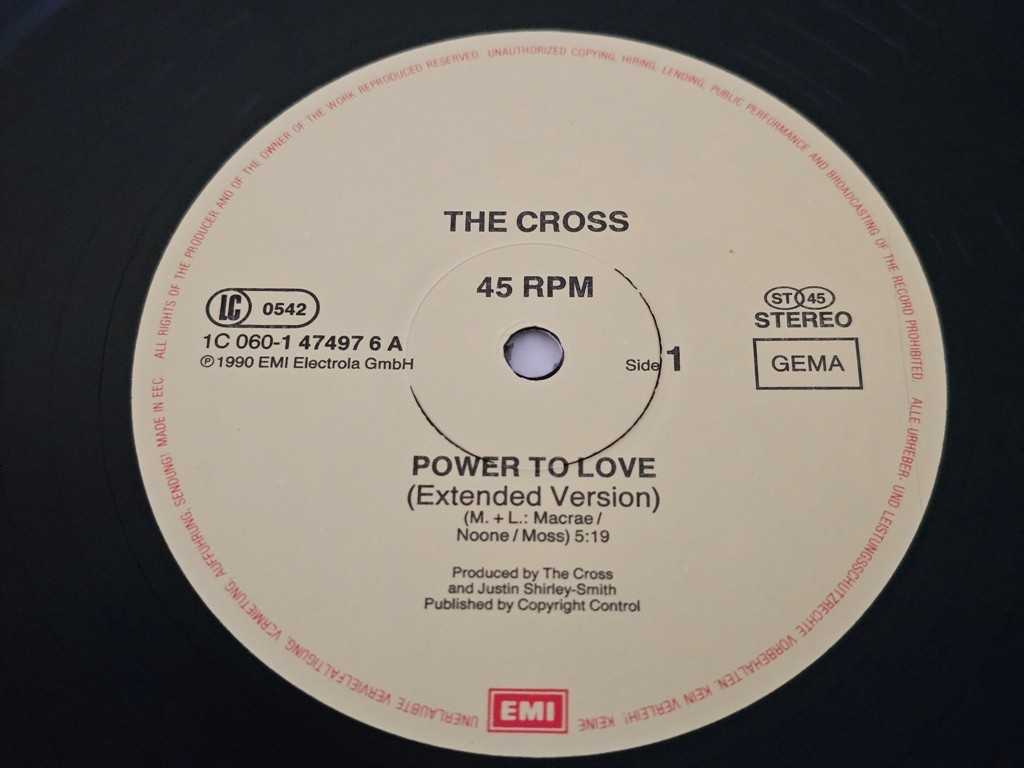 THE CROSS
45 RPM
LC 0542
1C 060-1 47497 6 A
℗ 1990 EMI Electrola GmbH
Side 1
ST 45
STEREO
GEMA
POWER TO LOVE
(Extended Version)
(M. + L.: Macrae /
Noone / Moss) 5:19
Produced by The Cross
and Justin Shirley-Smith
Published by Copyright Control
EMI
ALL RIGHTS OF THE PRODUCER AND OF THE OWNER OF THE WORK REPRODUCED RESERVED. UNAUTHORIZED COPYING, HIRING, LENDING, PUBLIC PERFORMANCE AND BROADCASTING OF THE RECORD PROHIBITED. ALLE URHEBER- UND LEISTUNGSSCHUTZRECHTE VORBEHALTEN. KEIN VERLEIH! KEINE UNERLAUBTE VERVIELFÄLTIGUNG, VERMIETUNG, AUFFÜHRUNG, SENDUNG! MADE IN EEC